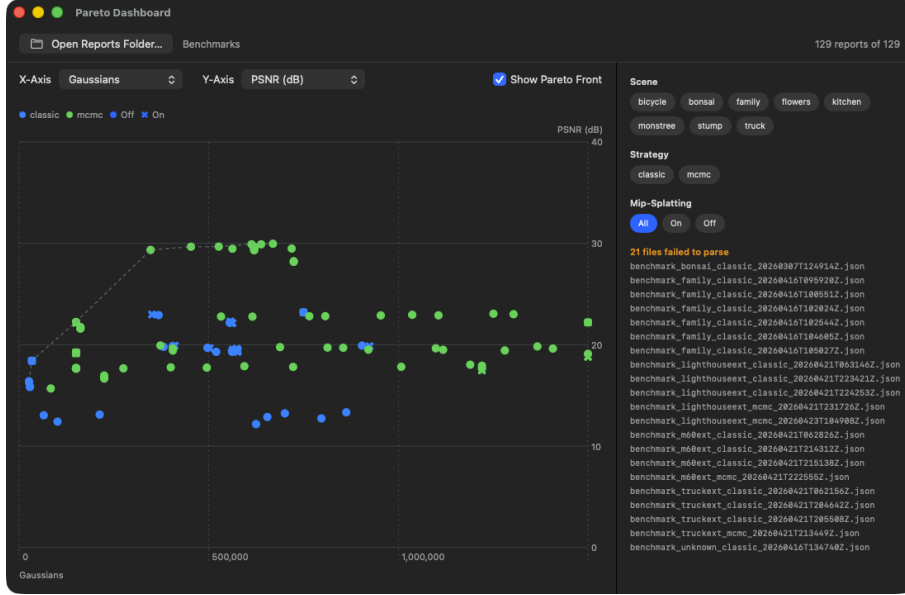 Pareto Dashboard
Open Reports Folder...
Benchmarks
129 reports of 129
X-Axis
Gaussians
Y-Axis
PSNR (dB)
Show Pareto Front
classic
mcmc
Off
On
PSNR (dB)
40
30
20
10
0
0
500,000
1,000,000
Gaussians
Scene
bicycle
bonsai
family
flowers
kitchen
monstree
stump
truck
Strategy
classic
mcmc
Mip-Splatting
All
On
Off
21 files failed to parse
benchmark_bonsai_classic_20260307T124914Z.json
benchmark_family_classic_20260416T095920Z.json
benchmark_family_classic_20260416T100551Z.json
benchmark_family_classic_20260416T102024Z.json
benchmark_family_classic_20260416T102544Z.json
benchmark_family_classic_20260416T104605Z.json
benchmark_family_classic_20260416T105027Z.json
benchmark_lighthouseext_classic_20260421T063146Z.json
benchmark_lighthouseext_classic_20260421T223421Z.json
benchmark_lighthouseext_classic_20260421T224253Z.json
benchmark_lighthouseext_mcmc_20260421T231726Z.json
benchmark_lighthouseext_mcmc_20260423T104908Z.json
benchmark_m60ext_classic_20260421T062826Z.json
benchmark_m60ext_classic_20260421T214312Z.json
benchmark_m60ext_classic_20260421T215138Z.json
benchmark_m60ext_mcmc_20260421T222555Z.json
benchmark_truckext_classic_20260421T062156Z.json
benchmark_truckext_classic_20260421T204642Z.json
benchmark_truckext_classic_20260421T205508Z.json
benchmark_truckext_mcmc_20260421T213449Z.json
benchmark_unknown_classic_20260416T134740Z.json